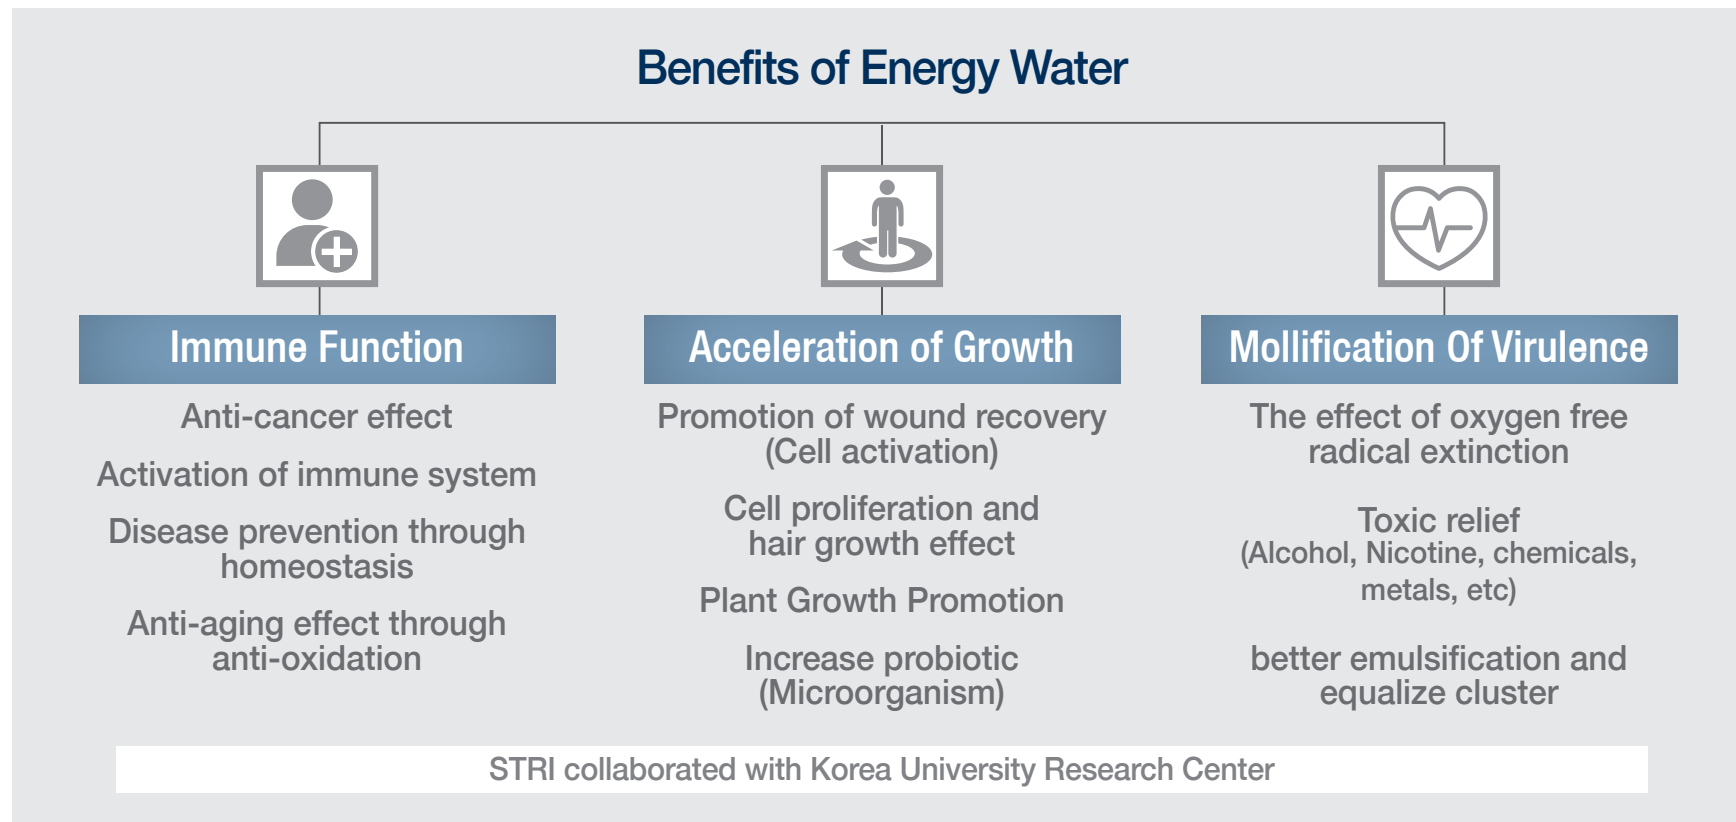 Benefits of Energy Water
Immune Function
Anti-cancer effect
Activation of immune system
Disease prevention through
homeostasis
Anti-aging effect through
anti-oxidation
Acceleration of Growth
Promotion of wound recovery
(Cell activation)
Cell proliferation and
hair growth effect
Plant Growth Promotion
Increase probiotic
(Microorganism)
Mollification Of Virulence
The effect of oxygen free
radical extinction
Toxic relief
(Alcohol, Nicotine, chemicals,
metals, etc)
better emulsification and
equalize cluster
STRI collaborated with Korea University Research Center